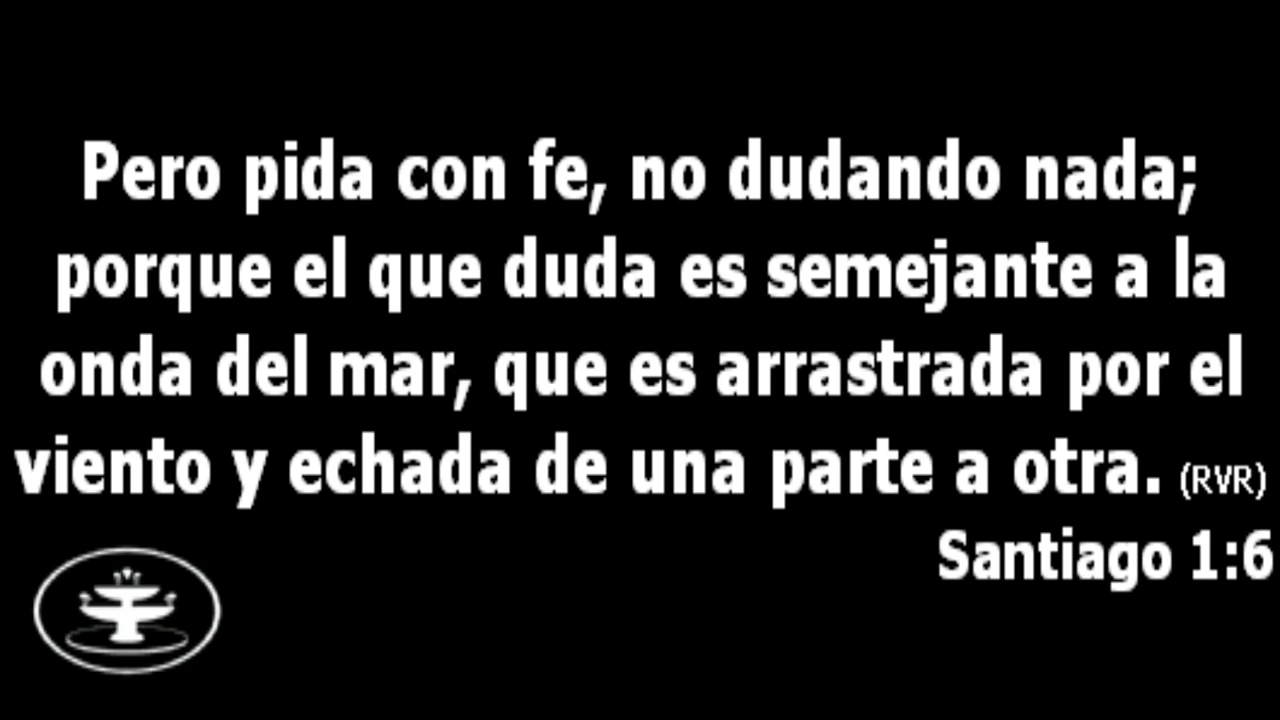 Pero pida con fe, no dudando nada;
porque el que duda es semejante a la
onda del mar, que es arrastrada por el
viento y echada de una parte a otra. (RVR)
Santiago 1:6